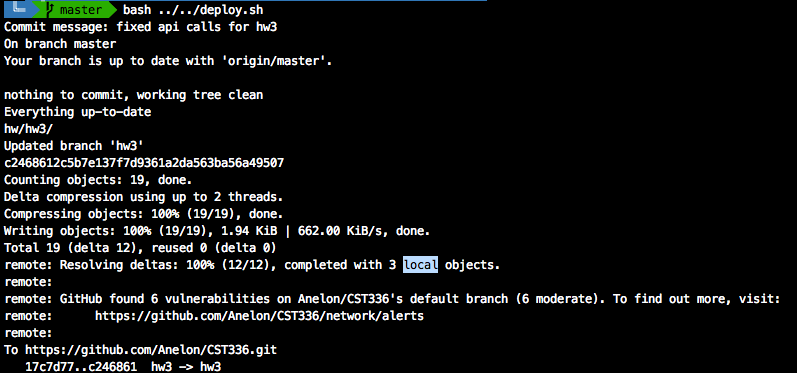 master bash ../../deploy.sh
Commit message: fixed api calls for hw3
On branch master
Your branch is up to date with 'origin/master'.
nothing to commit, working tree clean
Everything up-to-date
hw/hw3/
Updated branch 'hw3'
c2468612c5b7e137f7d9361a2da563ba56a49507
Counting objects: 19, done.
Delta compression using up to 2 threads.
Compressing objects: 100% (19/19), done.
Writing objects: 100% (19/19), 1.94 KiB | 662.00 KiB/s, done.
Total 19 (delta 12), reused 0 (delta 0)
remote: Resolving deltas: 100% (12/12), completed with 3 local objects.
remote:
remote: GitHub found 6 vulnerabilities on Anelon/CST336's default branch (6 moderate). To find out more, visit:
remote:      https://github.com/Anelon/CST336/network/alerts
remote:
To https://github.com/Anelon/CST336.git
   17c7d77..c246861  hw3 -> hw3